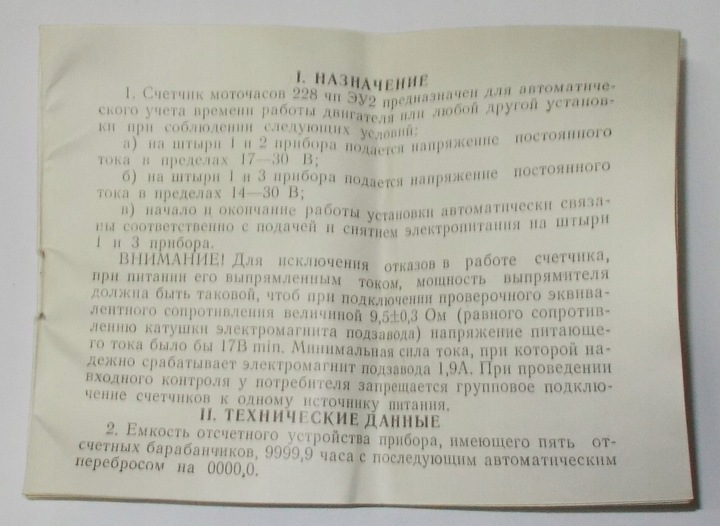 I. НАЗНАЧЕНИЕ
1. Счетчик моточасов 228 чп ЭУ2 предназначен для автоматиче-
ского учета времени работы двигателя или любой другой установ-
ки при соблюдении следующих условий:
а) на штыри 1 и 2 прибора подается напряжение постоянного
тока в пределах 17—30 В;
б) на штыри 1 и 3 прибора подается напряжение постоянного
тока в пределах 14—30 В;
в) начало и окончание работы установки автоматически связа-
ны соответственно с подачей и снятием электропитания на штыри
1 и 3 прибора.
ВНИМАНИЕ! Для исключения отказов в работе счетчика,
при питании его выпрямленным током, мощность выпрямителя
должна быть таковой, чтоб при подключении проверочного эквива-
лентного сопротивления величиной 9,5±0,3 Ом (равного сопротив-
лению катушки электромагнита подзавода) напряжение питающе-
го тока было бы 17В min. Минимальная сила тока, при которой на-
дежно срабатывает электромагнит подзавода 1,9А. При проведении
входного контроля у потребителя запрещается групповое подклю-
чение счетчиков к одному источнику питания.
II. ТЕХНИЧЕСКИЕ ДАННЫЕ
2. Емкость отсчетного устройства прибора, имеющего пять от-
счетных барабанчиков, 9999,9 часа с последующим автоматическим
перебросом на 0000,0.